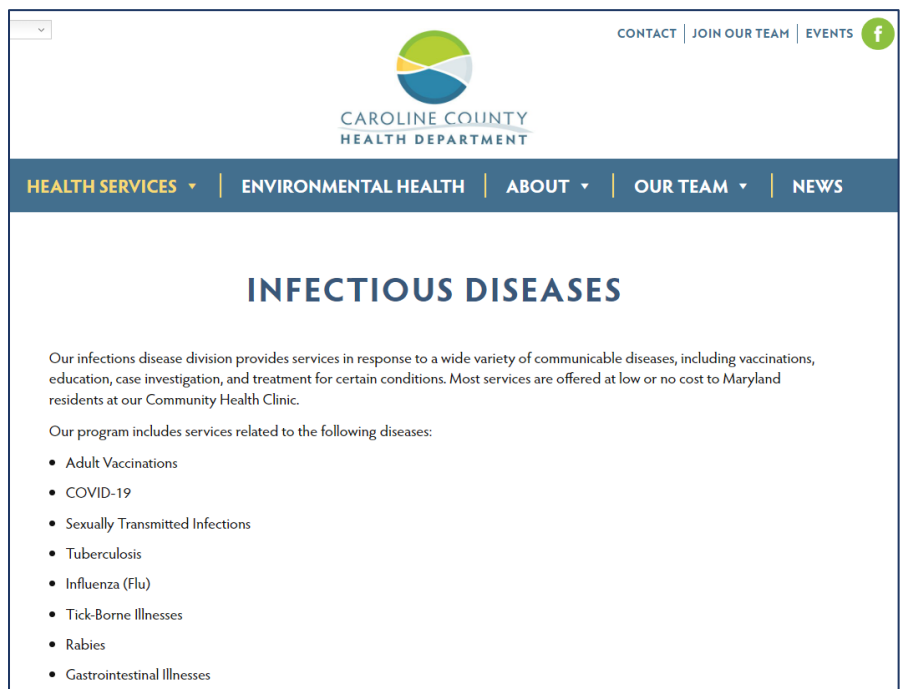 CONTACT | JOIN OUR TEAM | EVENTS f
CAROLINE COUNTY
HEALTH DEPARTMENT
HEALTH SERVICES | ENVIRONMENTAL HEALTH | ABOUT | OUR TEAM | NEWS
INFECTIOUS DISEASES
Our infections disease division provides services in response to a wide variety of communicable diseases, including vaccinations,
education, case investigation, and treatment for certain conditions. Most services are offered at low or no cost to Maryland
residents at our Community Health Clinic.
Our program includes services related to the following diseases:
• Adult Vaccinations
• COVID-19
• Sexually Transmitted Infections
• Tuberculosis
• Influenza (Flu)
• Tick-Borne Illnesses
• Rabies
• Gastrointestinal Illnesses